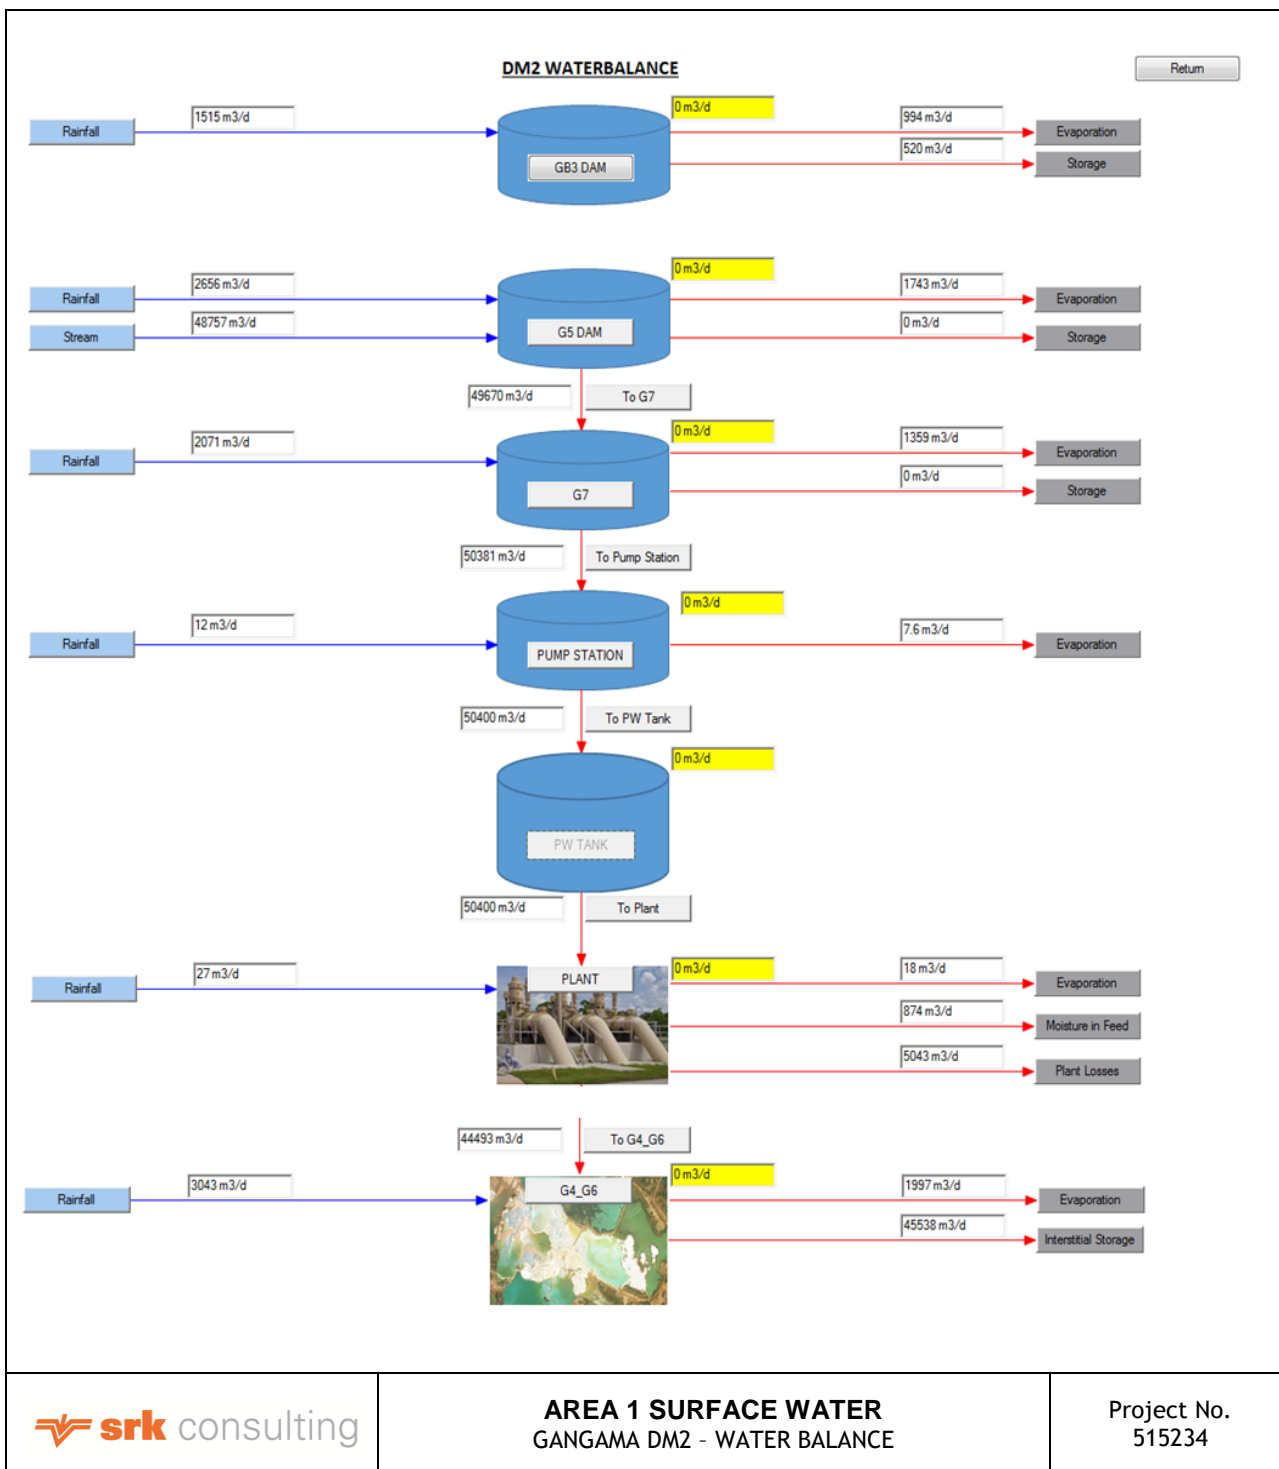 DM2 WATERBALANCE
Return
0 m3/d
1515 m3/d
994 m3/d
Rainfall
Evaporation
520 m3/d
GB3 DAM
Storage
0 m3/d
2656 m3/d
1743 m3/d
Rainfall
Evaporation
48757 m3/d
0 m3/d
Stream
G5 DAM
Storage
49670 m3/d
To G7
0 m3/d
2071 m3/d
1359 m3/d
Rainfall
Evaporation
0 m3/d
G7
Storage
50381 m3/d
To Pump Station
0 m3/d
12 m3/d
7.6 m3/d
Rainfall
PUMP STATION
Evaporation
50400 m3/d
To PW Tank
0 m3/d
PW TANK
50400 m3/d
To Plant
0 m3/d
27 m3/d
18 m3/d
Rainfall
PLANT
Evaporation
874 m3/d
Moisture in Feed
5043 m3/d
Plant Losses
44493 m3/d
To G4_G6
0 m3/d
3043 m3/d
1997 m3/d
Rainfall
G4_G6
Evaporation
45538 m3/d
Interstitial Storage
srk consulting
AREA 1 SURFACE WATER
GANGAMA DM2 – WATER BALANCE
Project No.
515234